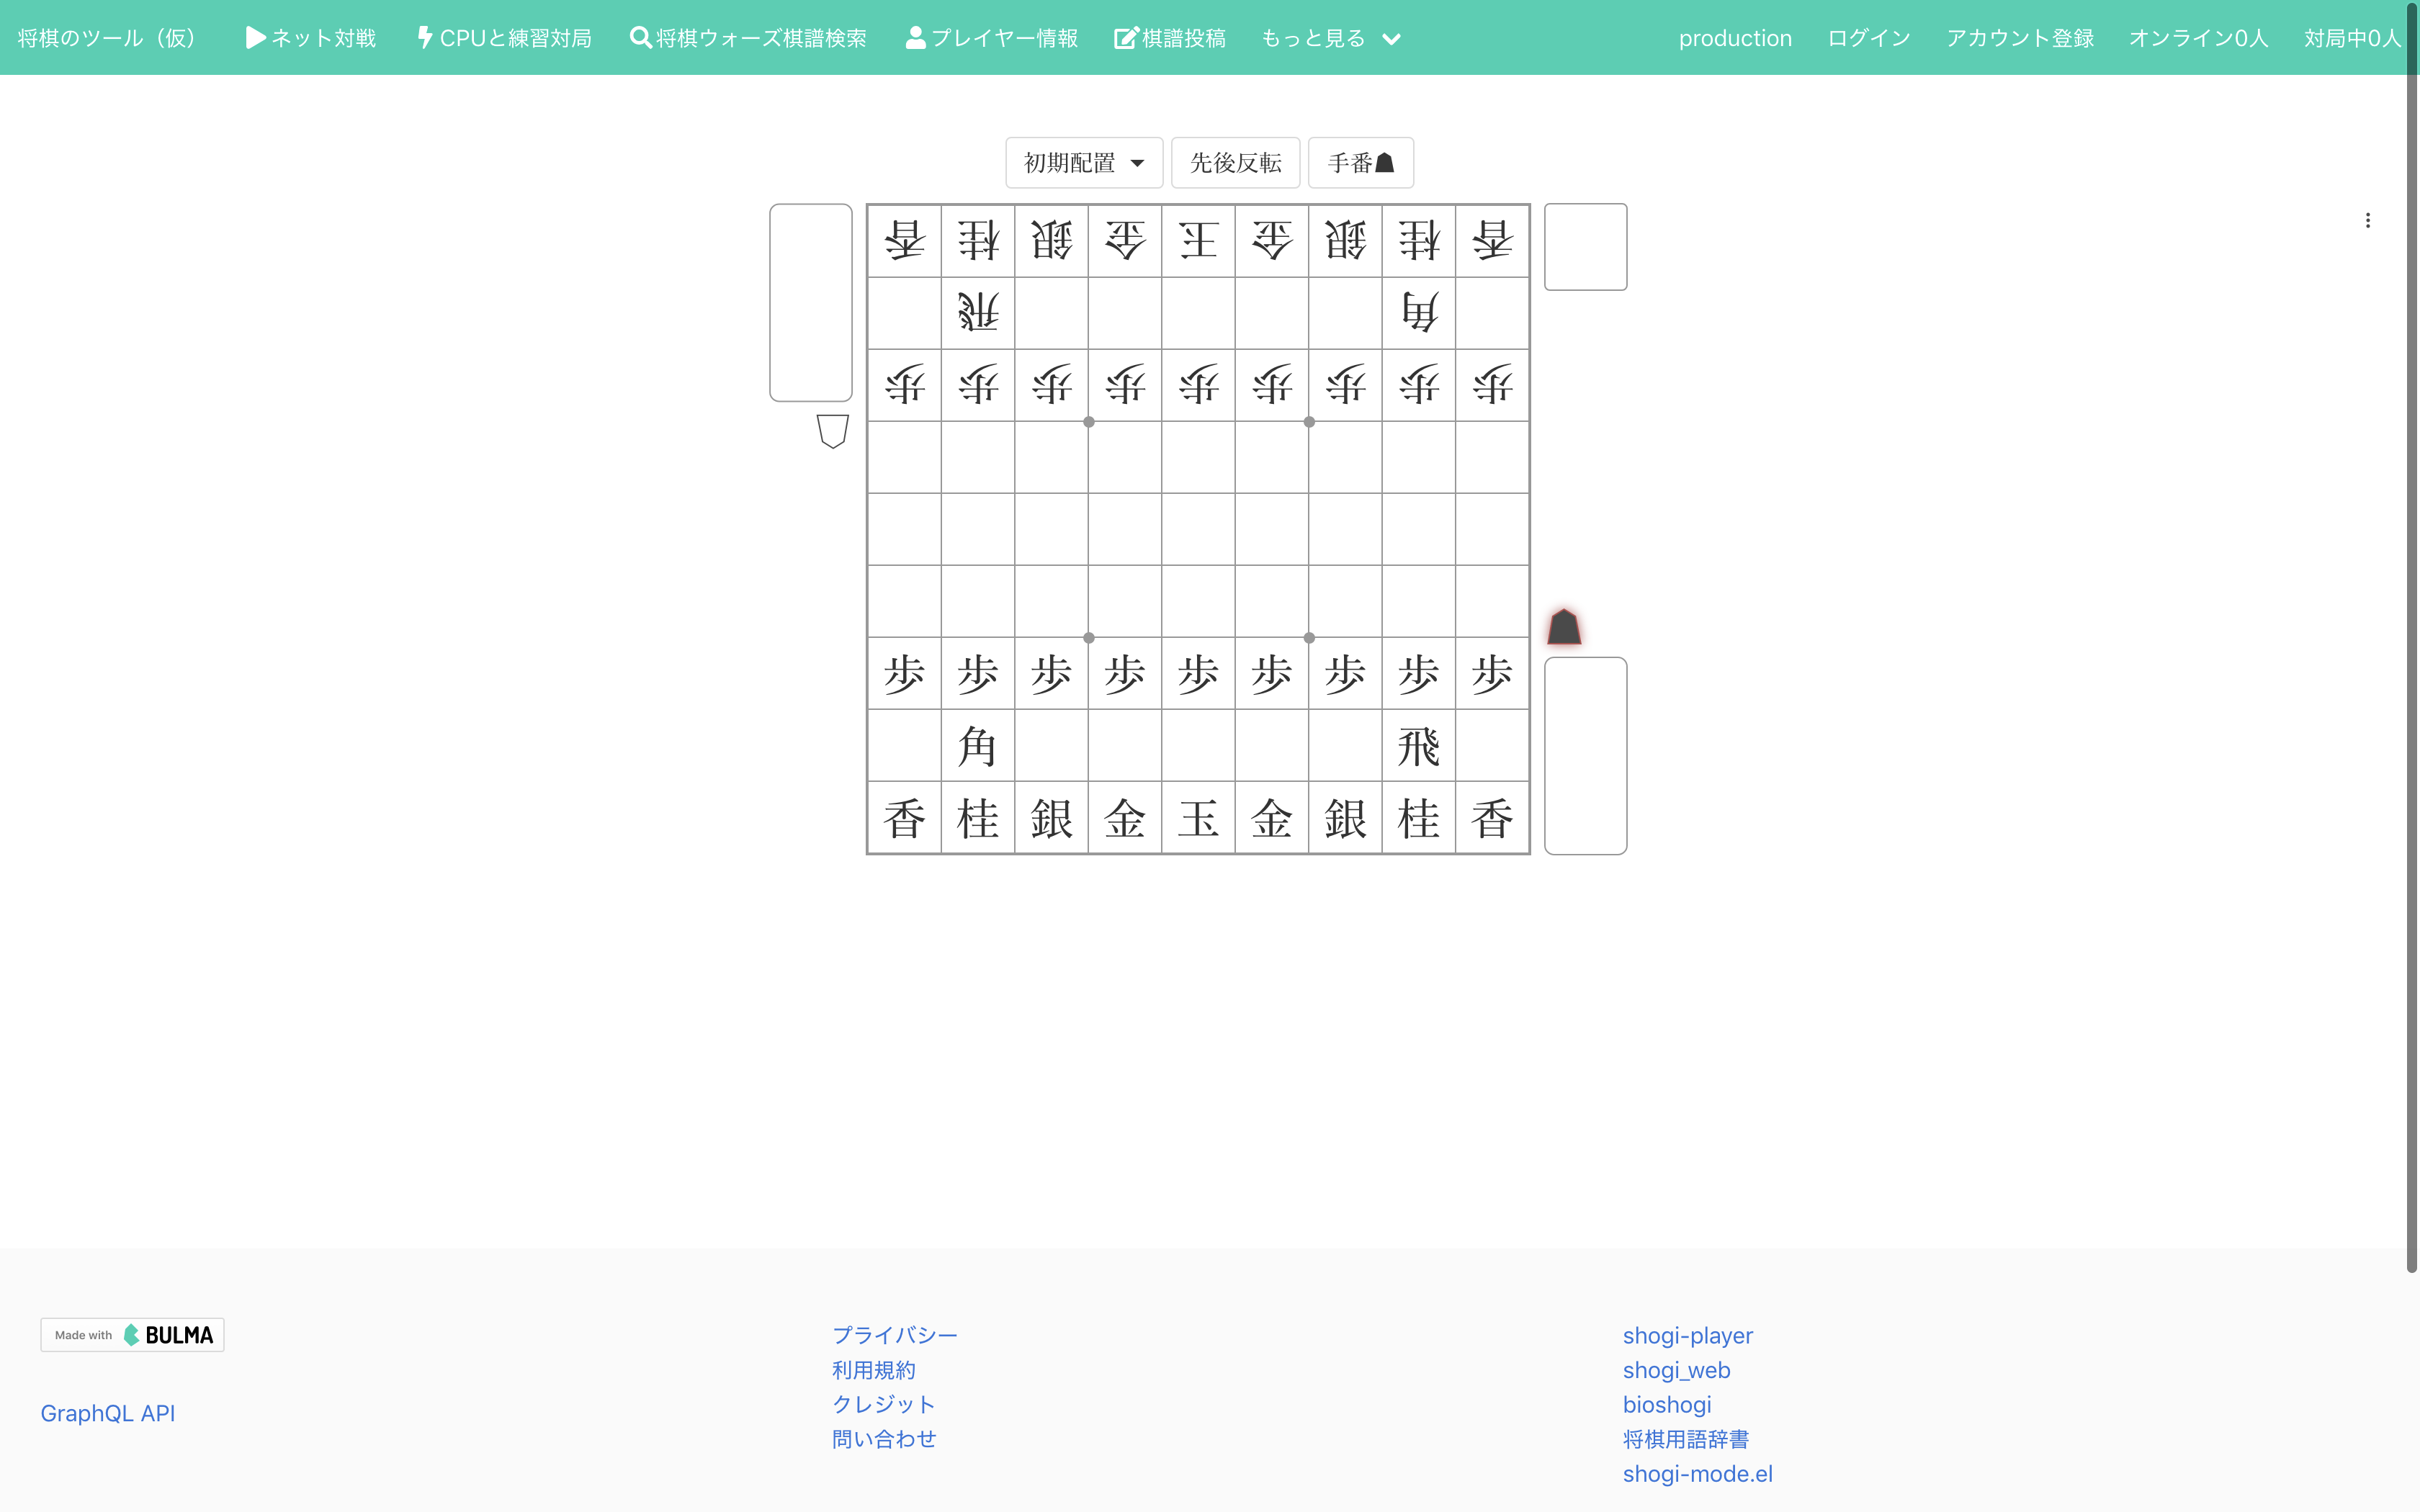 将棋のツール（仮） ネット対戦 CPUと練習対局 将棋ウォーズ棋譜検索 プレイヤー情報 棋譜投稿 もっと見る production ログイン アカウント登録 オンライン0人 対局中0人
初期配置 先後反転 手番
香 桂 銀 金 王 金 銀 桂 香
飛 角
歩 歩 歩 歩 歩 歩 歩 歩 歩
歩 歩 歩 歩 歩 歩 歩 歩 歩
角 飛
香 桂 銀 金 玉 金 銀 桂 香
Made with BULMA
GraphQL API
プライバシー
利用規約
クレジット
問い合わせ
shogi-player
shogi_web
bioshogi
将棋用語辞書
shogi-mode.el